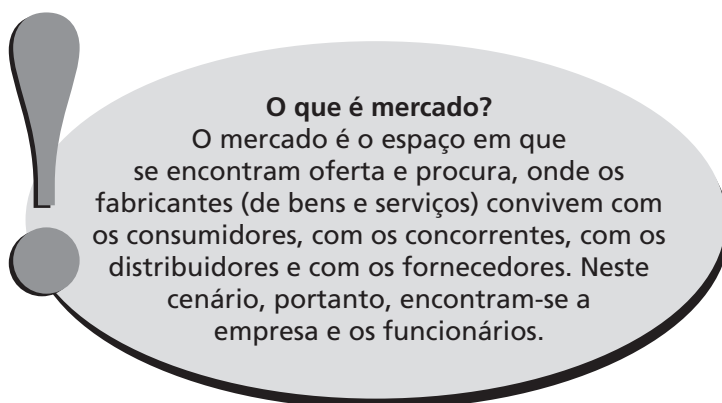 O que é mercado?
O mercado é o espaço em que
se encontram oferta e procura, onde os
fabricantes (de bens e serviços) convivem com
os consumidores, com os concorrentes, com os
distribuidores e com os fornecedores. Neste
cenário, portanto, encontram-se a
empresa e os funcionários.